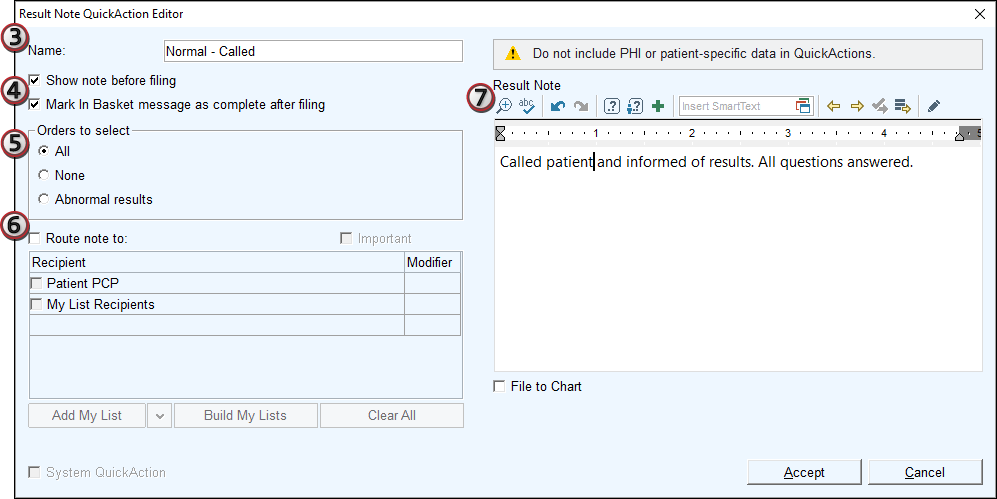 Result Note QuickAction Editor
3
Name:
Normal - Called
Show note before filing
4
Mark In Basket message as complete after filing
Orders to select
5
All
None
Abnormal results
6
Route note to:
Important
Recipient Modifier
Patient PCP
My List Recipients
Add My List
Build My Lists
Clear All
System QuickAction
Do not include PHI or patient-specific data in QuickActions.
Result Note
7
abc
Insert SmartText
1 2 3 4 5
Called patient and informed of results. All questions answered.
File to Chart
Accept
Cancel